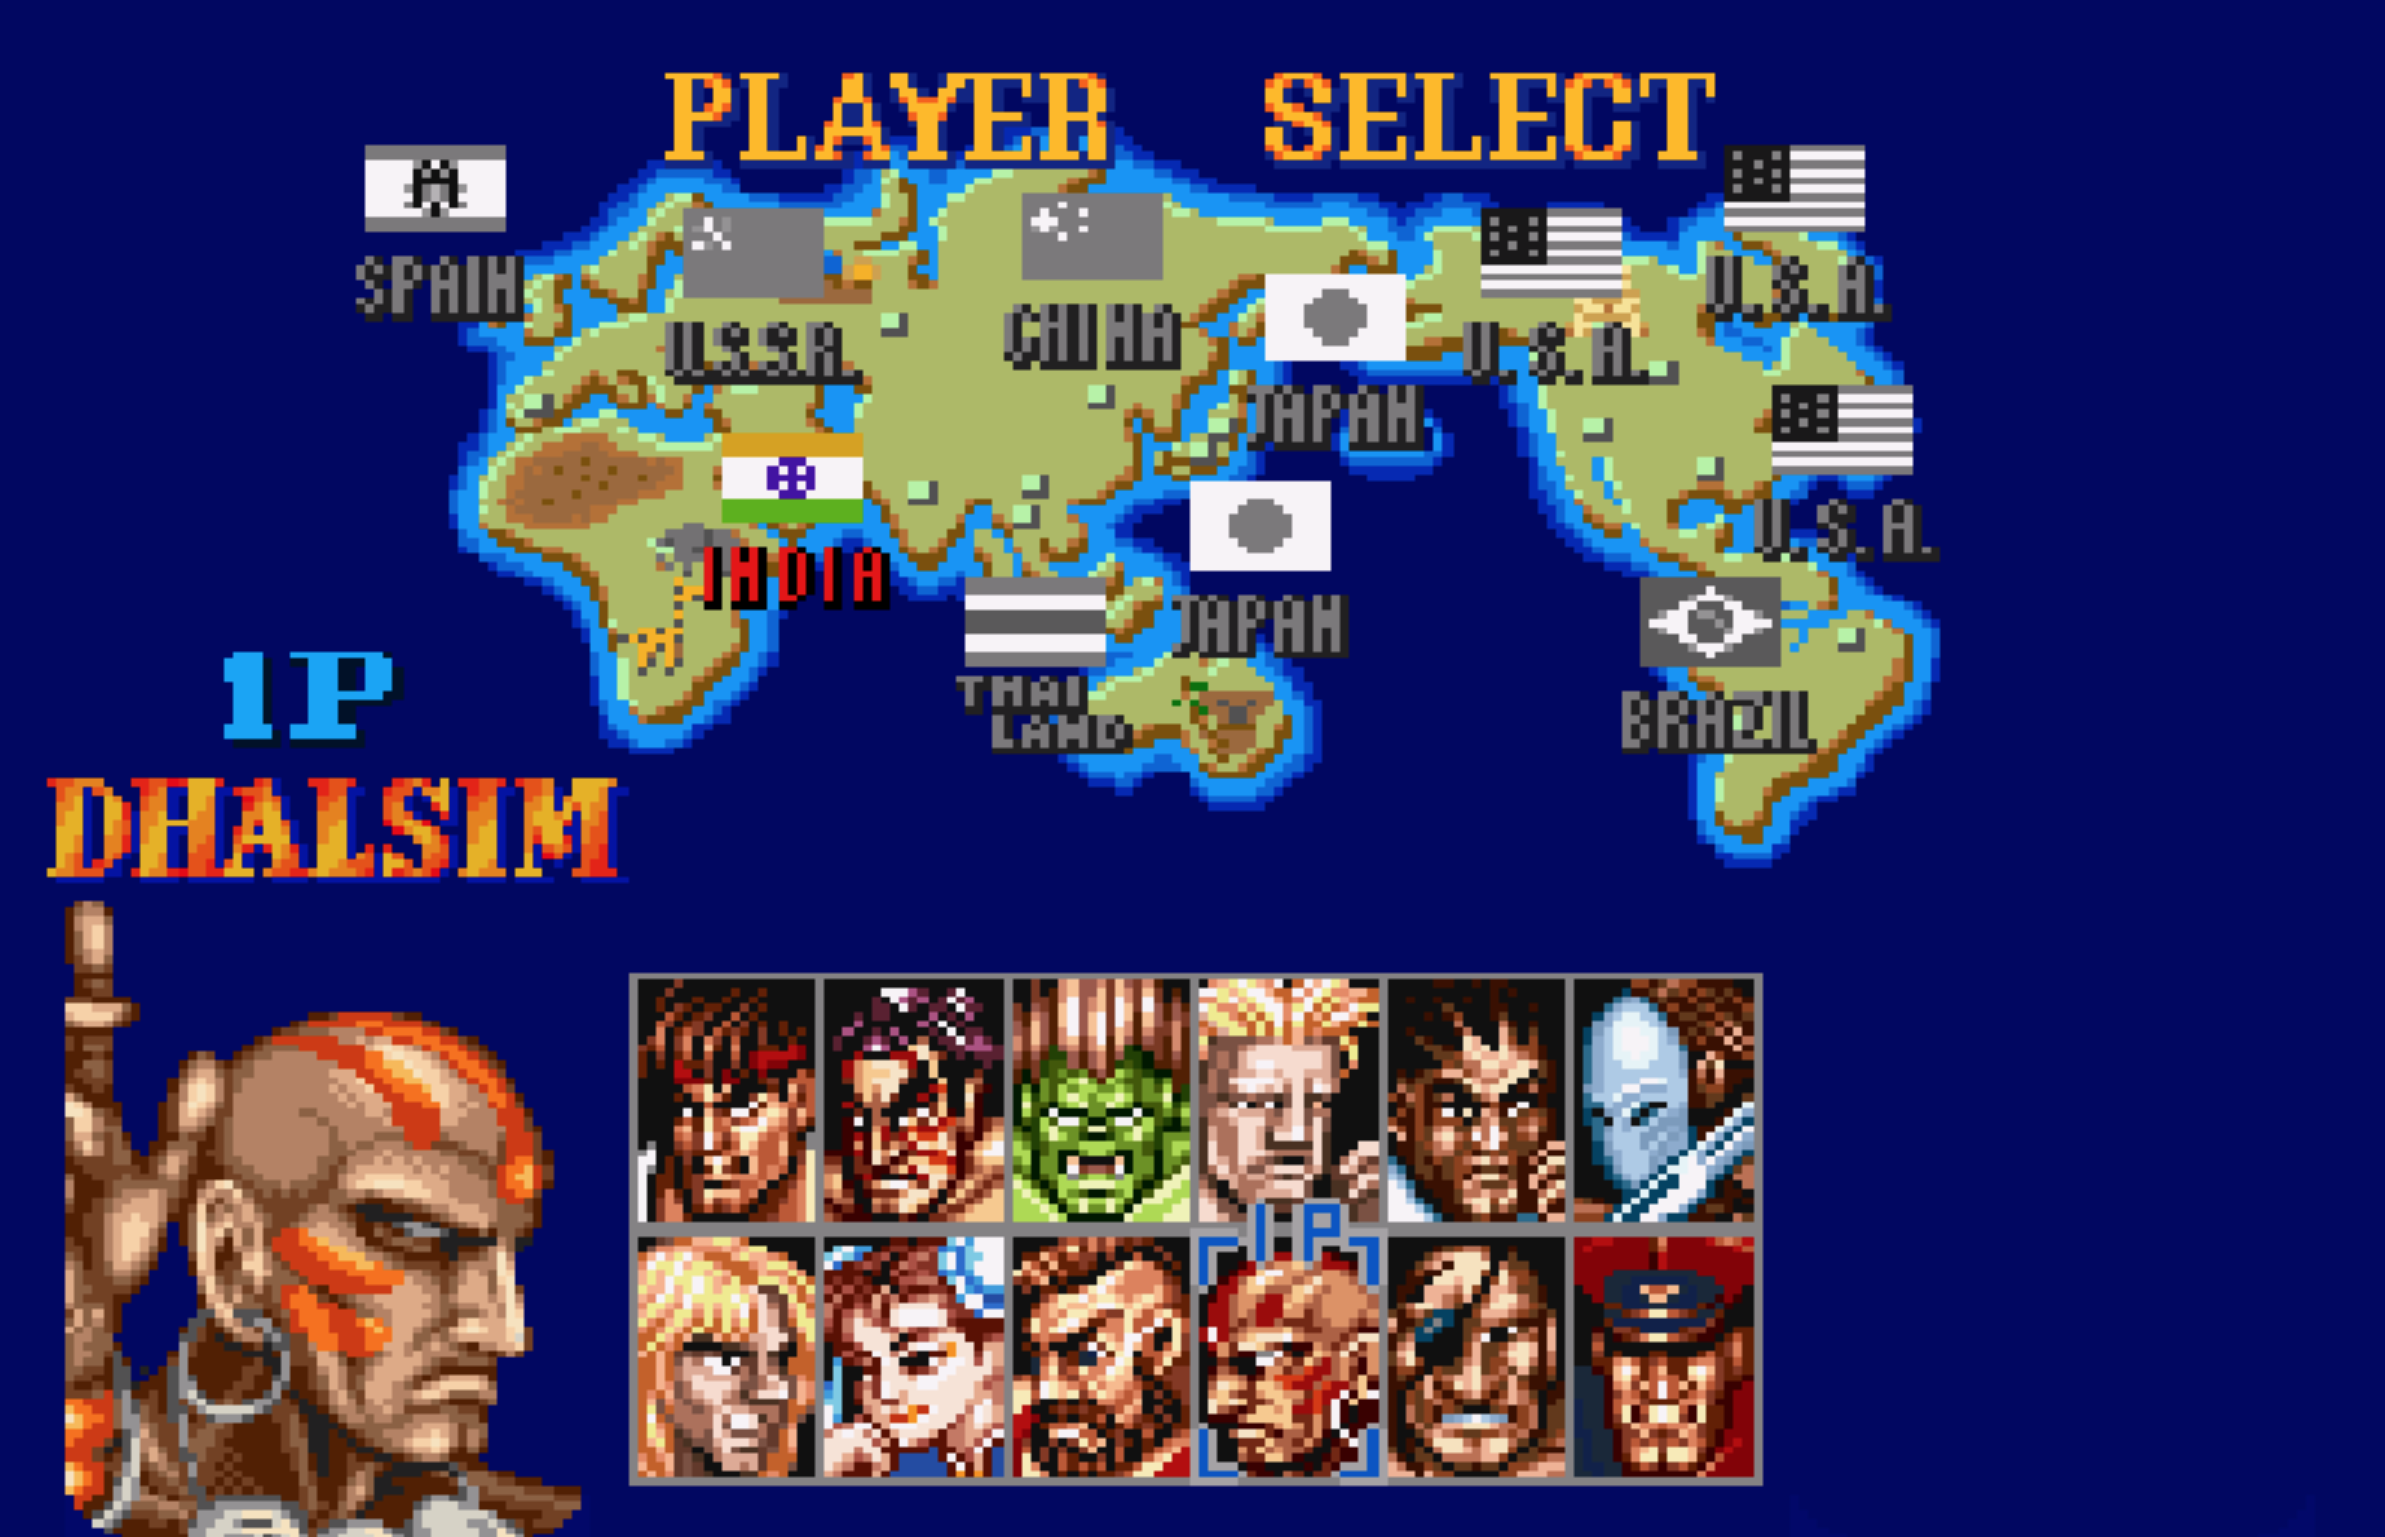 PLAYER SELECT
SPAIN
U.S.S.R.
CHINA
JAPAN
U.S.A.
U.S.A.
U.S.A.
INDIA
JAPAN
THAI
LAND
BRAZIL
1P
DHALSIM
1P